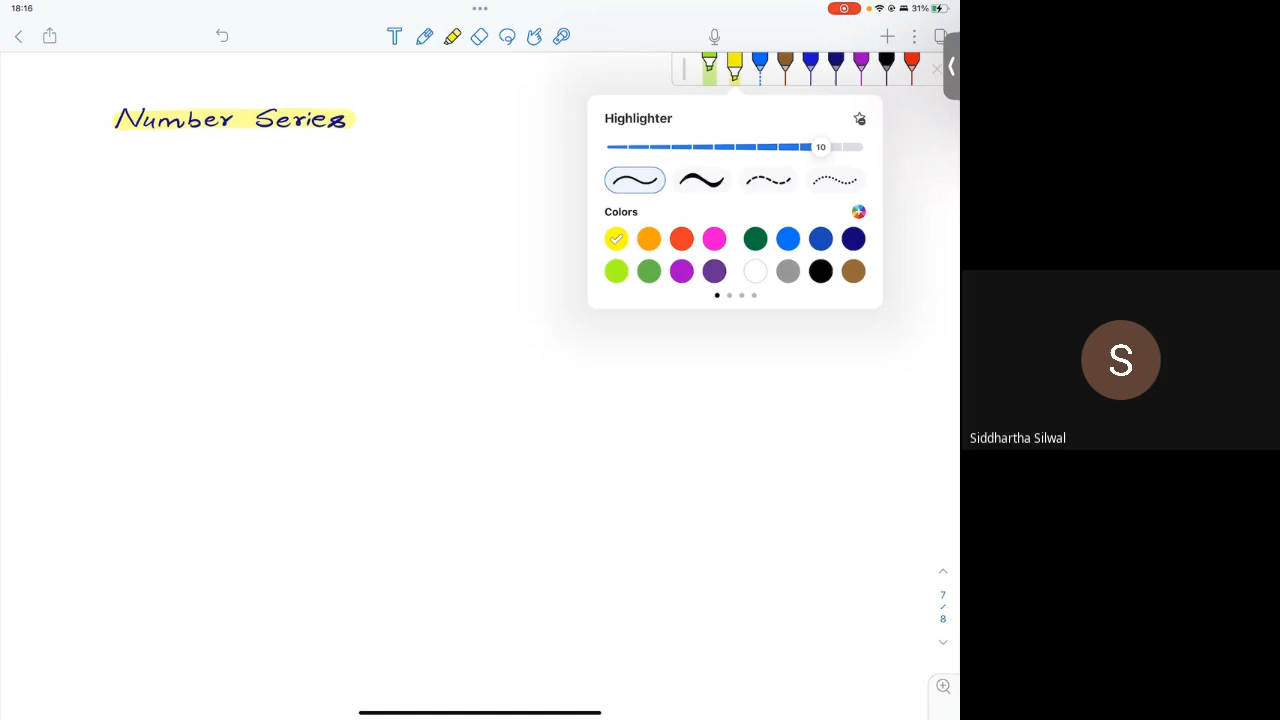 18:16
31%
Number Series
Highlighter
10
Colors
7
/
8
S
Siddhartha Silwal